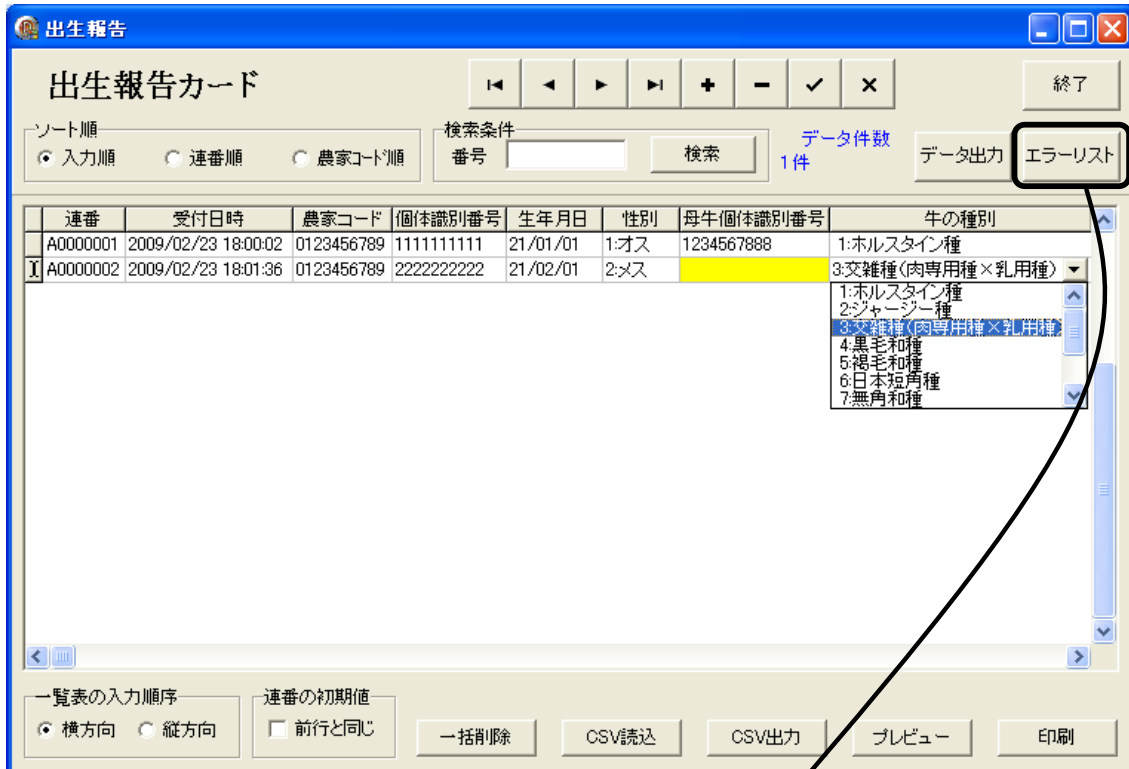 出生報告
出生報告カード
終了
ソート順
入力順 連番順 農家コード順
検索条件
番号 検索
データ件数
1件
データ出力 エラーリスト
連番 受付日時 農家コード 個体識別番号 生年月日 性別 母牛個体識別番号 牛の種別
A0000001 2009/02/23 18:00:02 0123456789 1111111111 21/01/01 1:オス 1234567888 1:ホルスタイン種
A0000002 2009/02/23 18:01:36 0123456789 2222222222 21/02/01 2:メス 3:交雑種(肉専用種×乳用種)
1:ホルスタイン種
2:ジャージー種
3:交雑種(肉専用種×乳用種)
4:黒毛和種
5:褐毛和種
6:日本短角種
7:無角和種
一覧表の入力順序
横方向 縦方向
連番の初期値
前行と同じ
一括削除 CSV読込 CSV出力 プレビュー 印刷